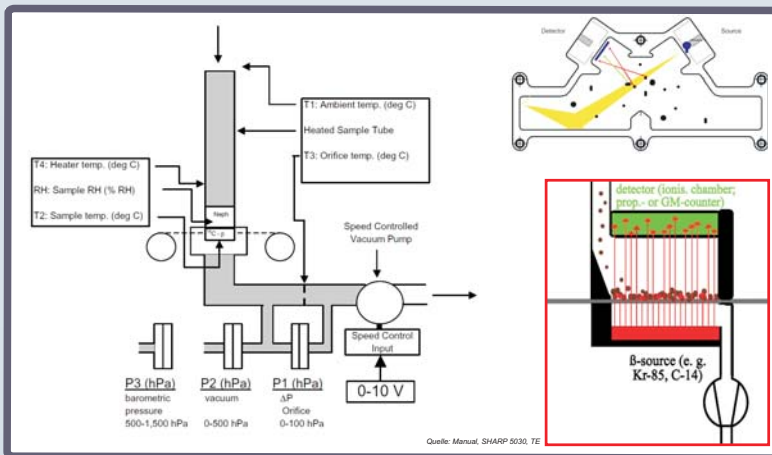 Detector
Source
T1: Ambient temp. (deg C)
Heated Sample Tube
T3: Orifice temp. (deg C)
T4: Heater temp. (deg C)
RH: Sample RH (% RH)
T2: Sample temp. (deg C)
Neph
Speed Controlled
Vacuum Pump
Speed Control
Input
0-10 V
P3 (hPa)
barometric
pressure
500-1,500 hPa
P2 (hPa)
vacuum
0-500 hPa
P1 (hPa)
ΔP
Orifice
0-100 hPa
detector (ionis. chamber;
prop.- or GM-counter)
ß-source (e. g.
Kr-85, C-14)
Quelle: Manual, SHARP 5030, TE